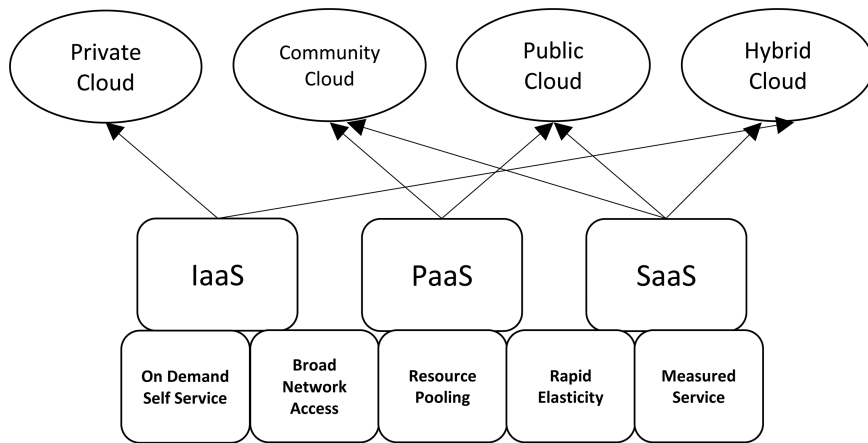 Private
Cloud
Community
Cloud
Public
Cloud
Hybrid
Cloud
IaaS
PaaS
SaaS
On Demand
Self Service
Broad
Network
Access
Resource
Pooling
Rapid
Elasticity
Measured
Service